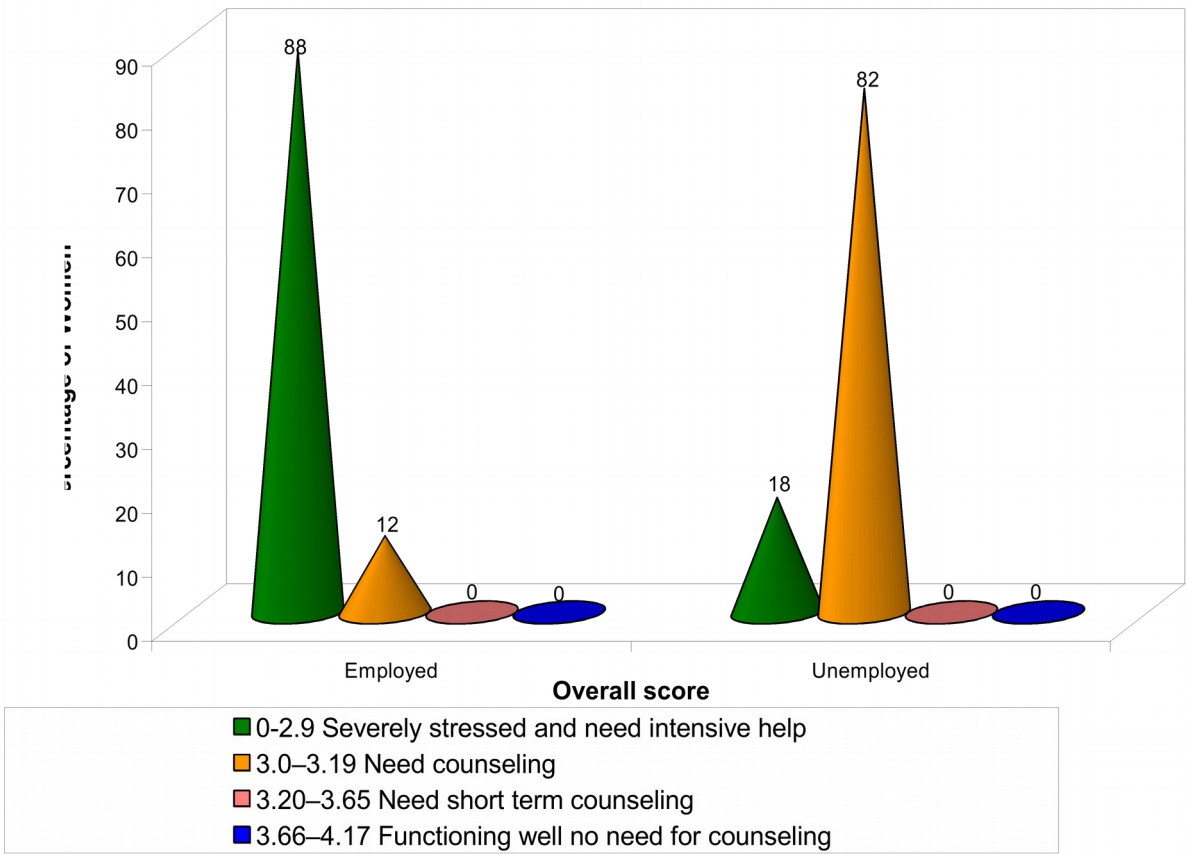 88
90
82
80
70
60
50
40
30
20
10
0
18
12
0
0
0
0
Employed
Unemployed
Overall score
0-2.9 Severely stressed and need intensive help
3.0–3.19 Need counseling
3.20–3.65 Need short term counseling
3.66–4.17 Functioning well no need for counseling